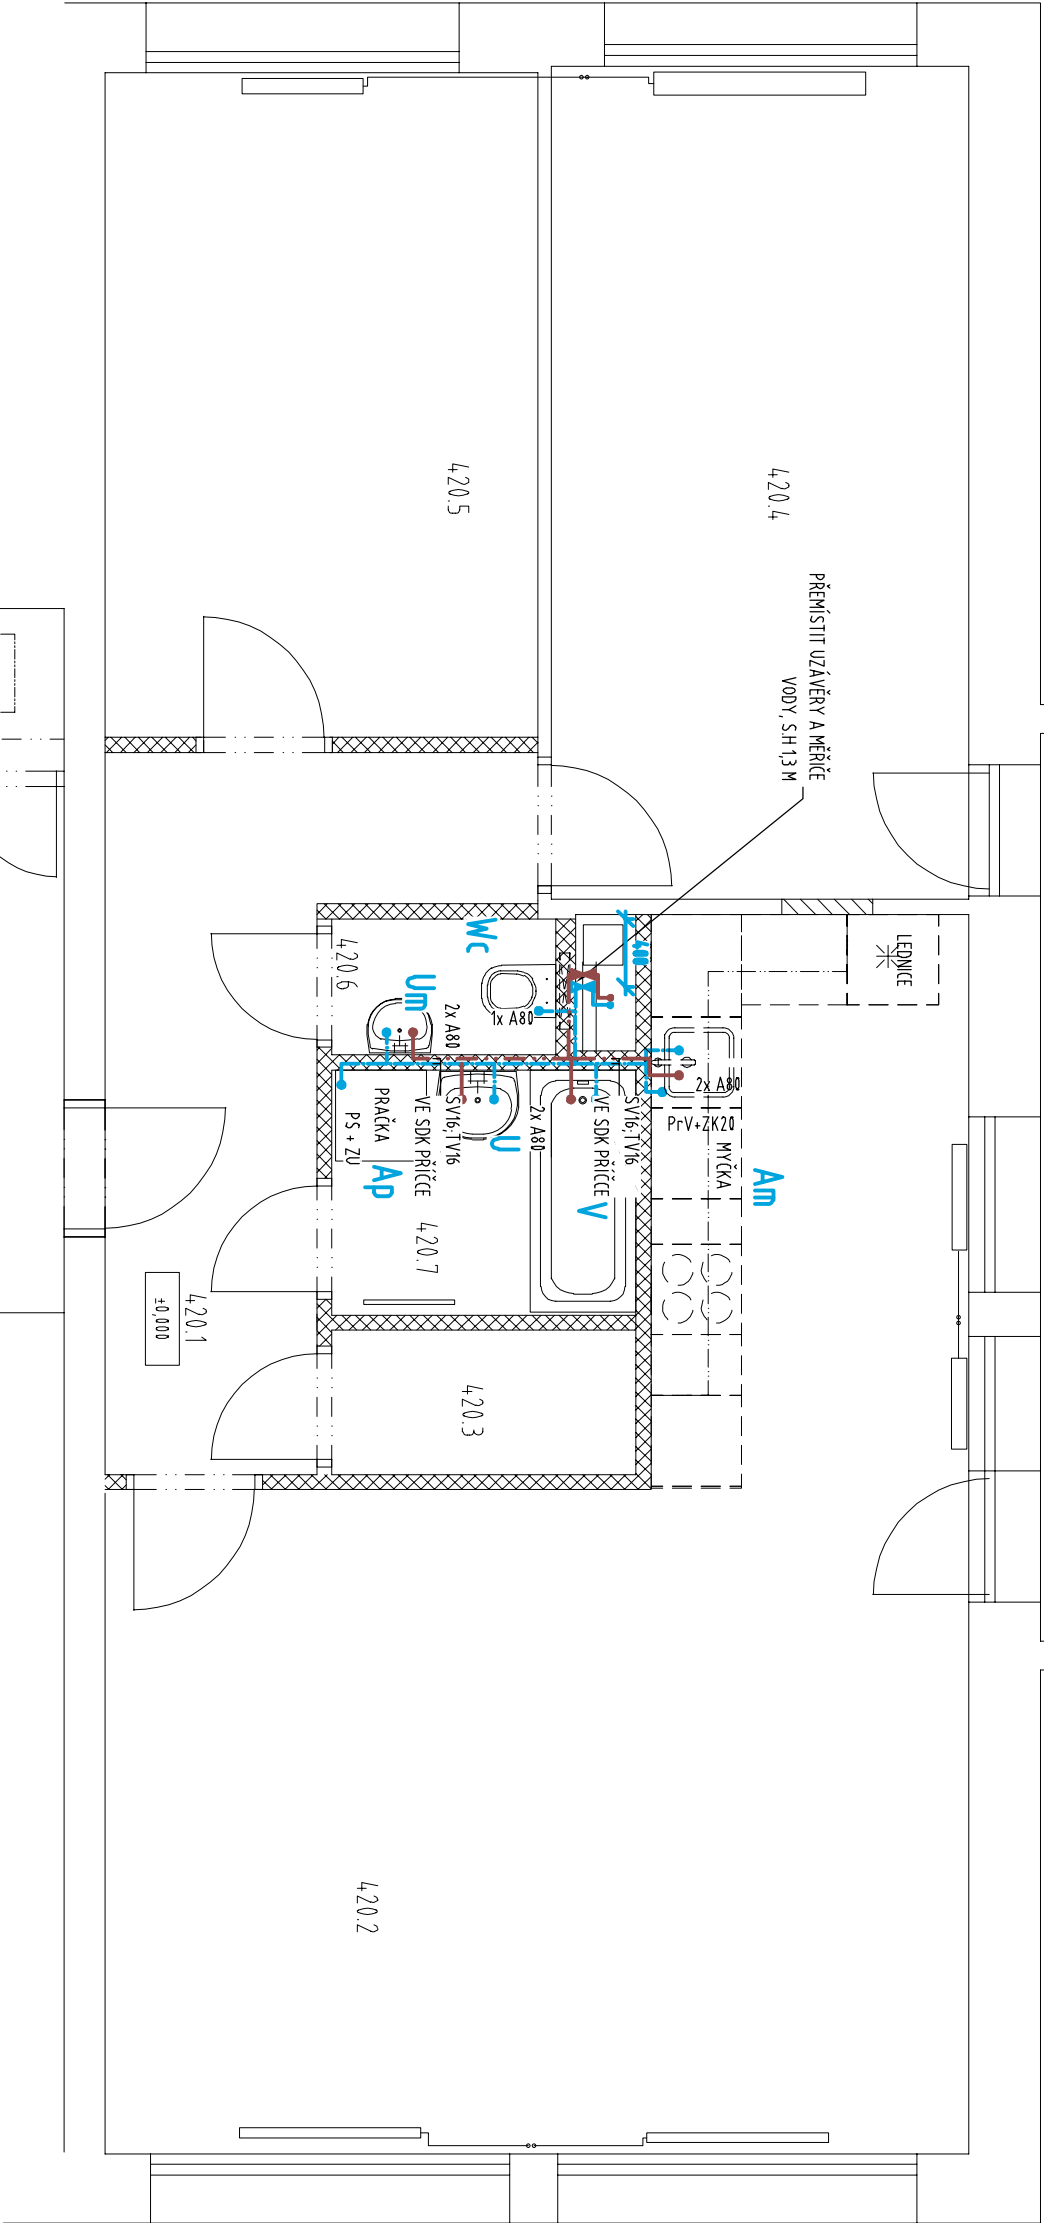 420.5
420.4
PŘEMÍSTIT UZÁVĚRY A MĚŘIČE
VODY, S.H 1,3 M
LEDNICE
400
Wc
420.6
Um
2x A80
1x A80
2x A80
PrV+ZK20
MYČKA
Am
SV16;TV16
VE SDK PŘÍČCE
V
2x A80
U
SV16;TV16
VE SDK PŘÍČCE
PRAČKA
PS + ZU
Ap
420.7
420.1
±0,000
420.3
420.2